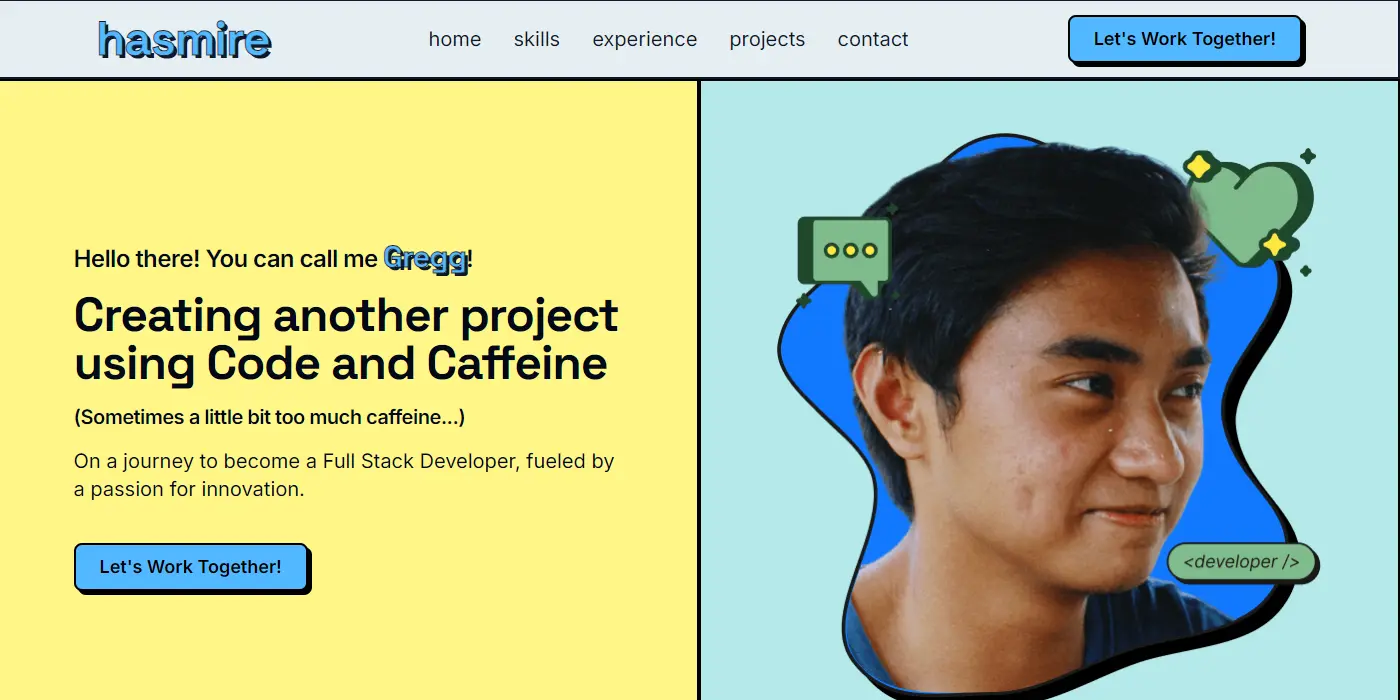 hasmire
home skills experience projects contact
Let's Work Together!
Hello there! You can call me Gregg!
Creating another project
using Code and Caffeine
(Sometimes a little bit too much caffeine...)
On a journey to become a Full Stack Developer, fueled by
a passion for innovation.
Let's Work Together!
<developer />